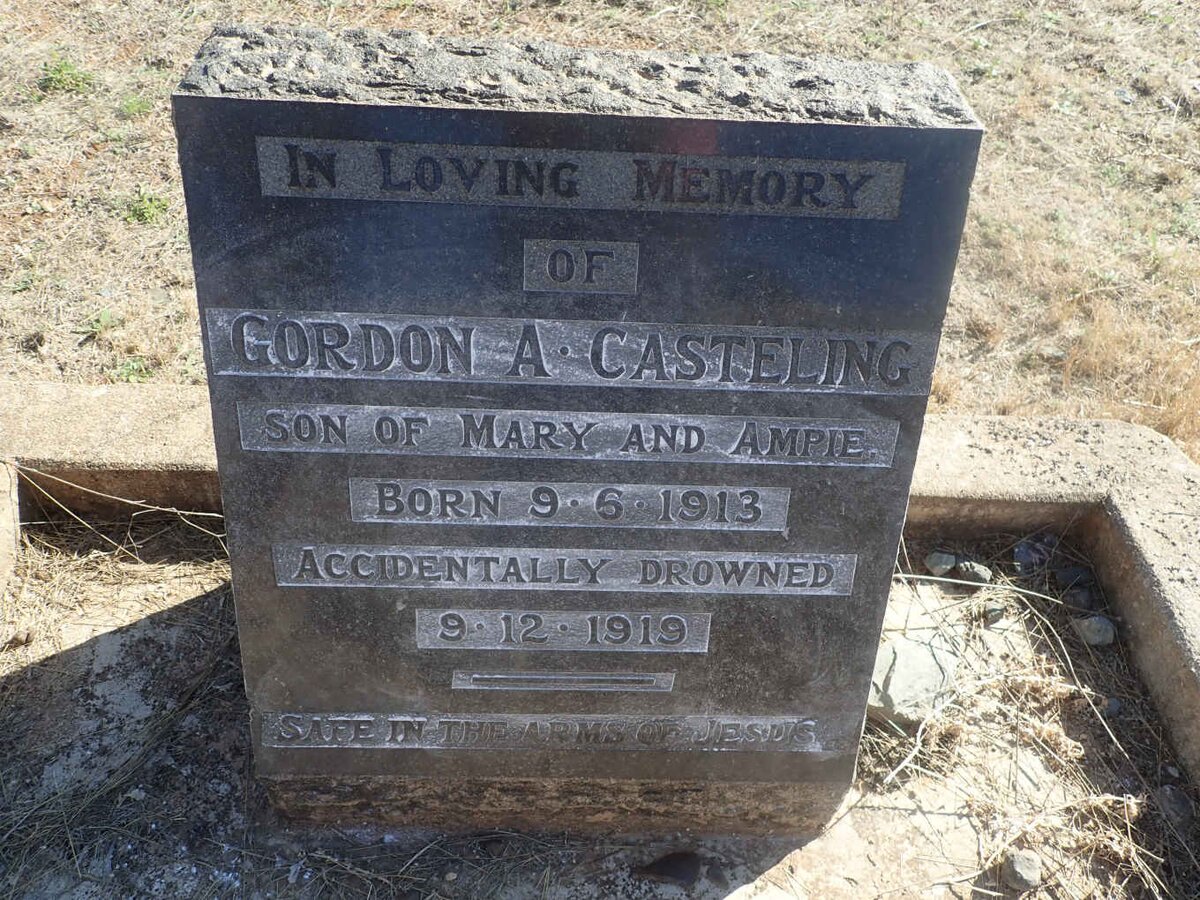 In Loving Memory
of
Gordon A. Casteling
son of Mary and Ampie.
Born 9·6·1913
Accidentally drowned
9·12·1919
Safe in the arms of Jesus.